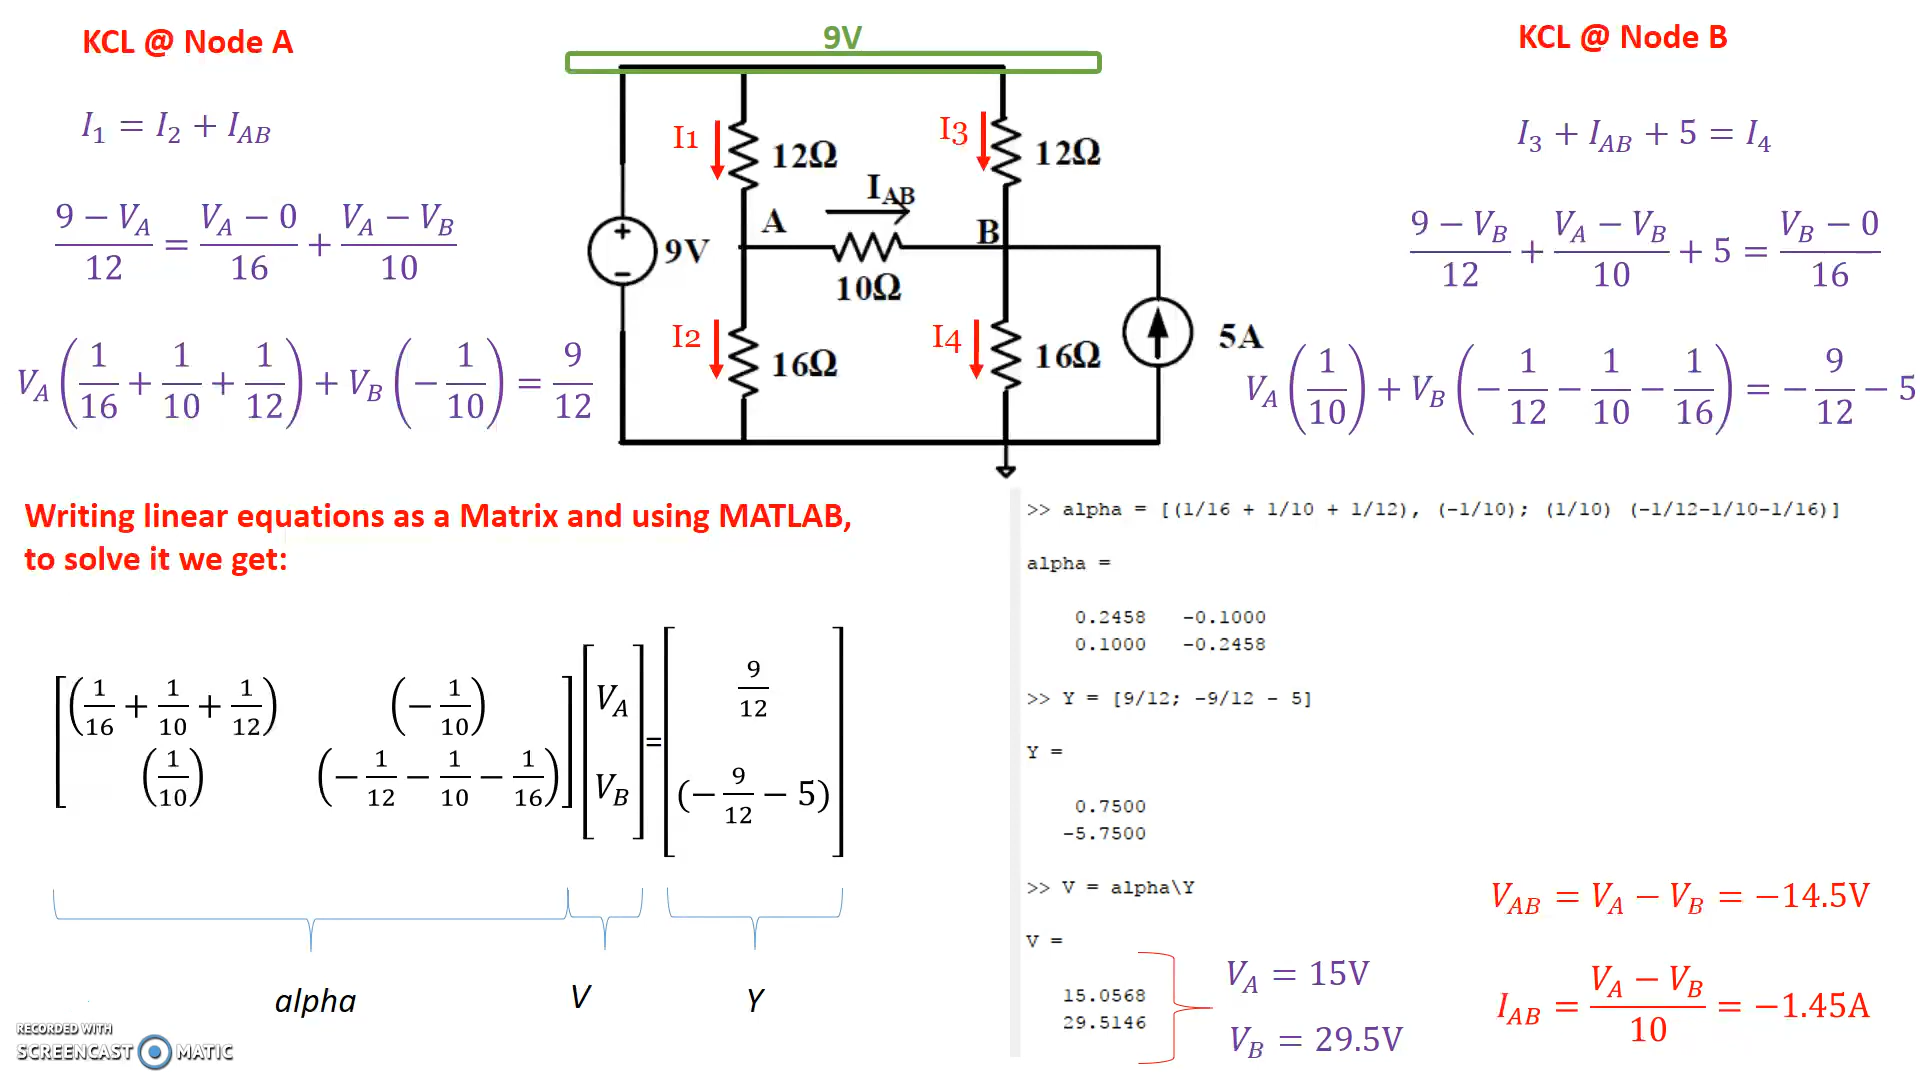 KCL @ Node A
I₁ = I₂ + I_AB
(9 − V_A)/12 = (V_A − 0)/16 + (V_A − V_B)/10
V_A (1/16 + 1/10 + 1/12) + V_B (−1/10) = 9/12
9V
I1
12Ω
I3
12Ω
I_AB
A
B
9V
10Ω
I2
16Ω
I4
16Ω
5A
KCL @ Node B
I₃ + I_AB + 5 = I₄
(9 − V_B)/12 + (V_A − V_B)/10 + 5 = (V_B − 0)/16
V_A (1/10) + V_B (−1/12 − 1/10 − 1/16) = −9/12 − 5
Writing linear equations as a Matrix and using MATLAB,
to solve it we get:
[(1/16 + 1/10 + 1/12) (−1/10)] [V_A] = [9/12]
[(1/10) (−1/12 − 1/10 − 1/16)] [V_B] [(−9/12 − 5)]
alpha V Y
>> alpha = [(1/16 + 1/10 + 1/12), (-1/10); (1/10) (-1/12-1/10-1/16)]
alpha =
0.2458 -0.1000
0.1000 -0.2458
>> Y = [9/12; -9/12 - 5]
Y =
0.7500
-5.7500
>> V = alpha\Y
V =
15.0568
29.5146
V_A = 15V
V_B = 29.5V
V_AB = V_A − V_B = −14.5V
I_AB = (V_A − V_B)/10 = −1.45A
RECORDED WITH
SCREENCAST MATIC